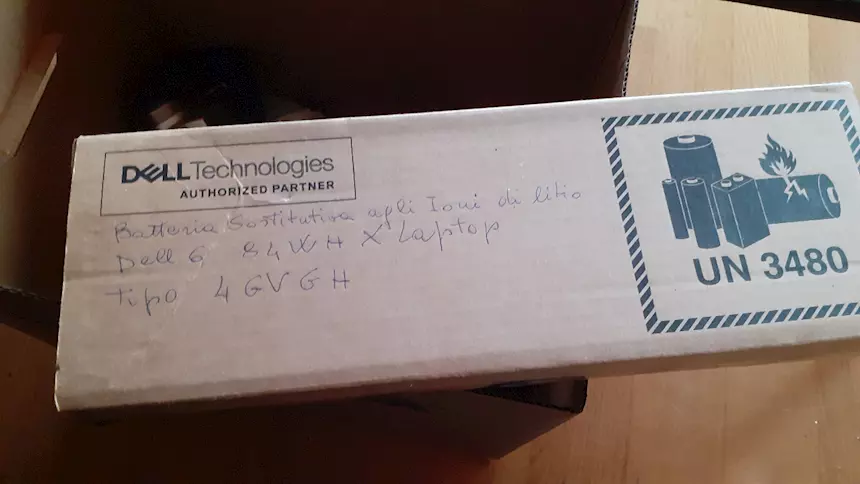 DELLTechnologies
AUTHORIZED PARTNER
Batteria Sostitutiva agli Ioni di litio
Dell 6 84WH X Laptop
tipo 4GVGH
UN 3480